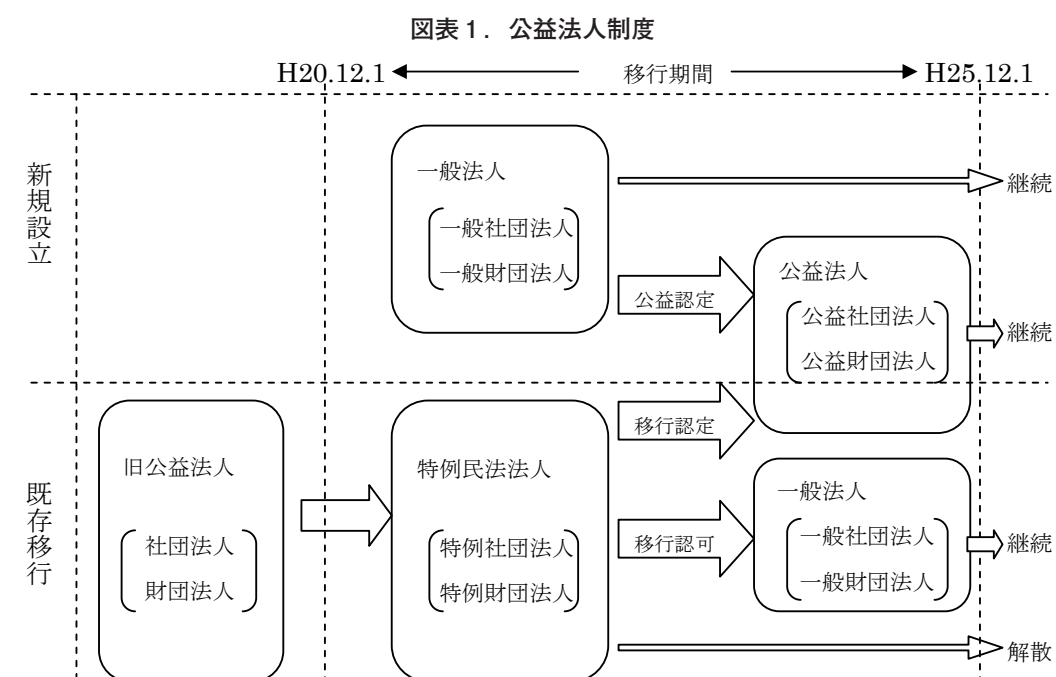 図表１．公益法人制度
H20.12.1
移行期間
H25.12.1
新規設立
一般法人
一般社団法人
一般財団法人
継続
公益認定
公益法人
公益社団法人
公益財団法人
継続
既存移行
旧公益法人
社団法人
財団法人
特例民法法人
特例社団法人
特例財団法人
移行認定
移行認可
一般法人
一般社団法人
一般財団法人
継続
解散